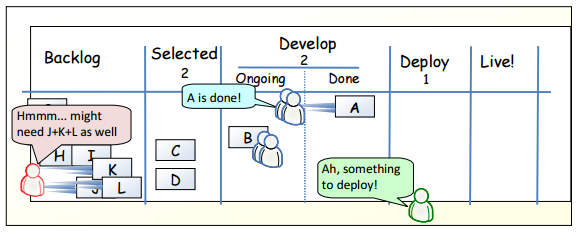 Backlog
Selected
2
Develop
2
Ongoing
Done
Deploy
1
Live!
A is done!
A
Hmmm... might
need J+K+L as well
H
I
K
J
L
B
C
D
Ah, something
to deploy!